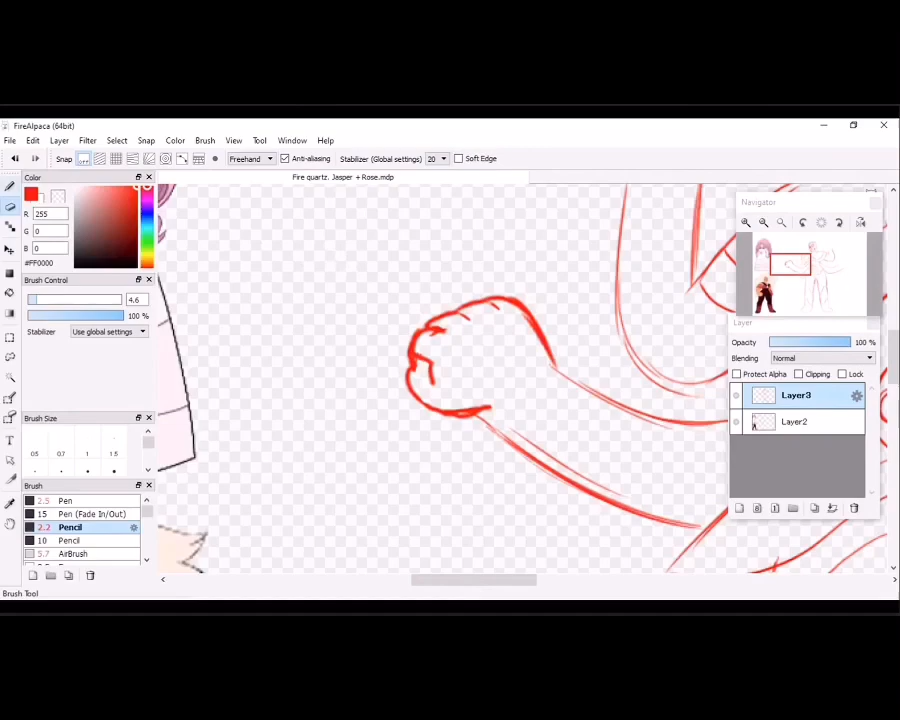 FireAlpaca (64bit)
File Edit Layer Filter Select Snap Color Brush View Tool Window Help
Snap Freehand Anti-aliasing Stabilizer (Global settings) 20 Soft Edge
Color
Fire quartz. Jasper + Rose.mdp
R 255
G 0
B 0
#FF0000
Brush Control
4.6
100 %
Stabilizer Use global settings
Brush Size
0.5 0.7 1 1.5
Brush
2.5 Pen
15 Pen (Fade In/Out)
2.2 Pencil
10 Pencil
5.7 AirBrush
Brush Tool
Navigator
Layer
Opacity 100 %
Blending Normal
Protect Alpha Clipping Lock
Layer3
Layer2